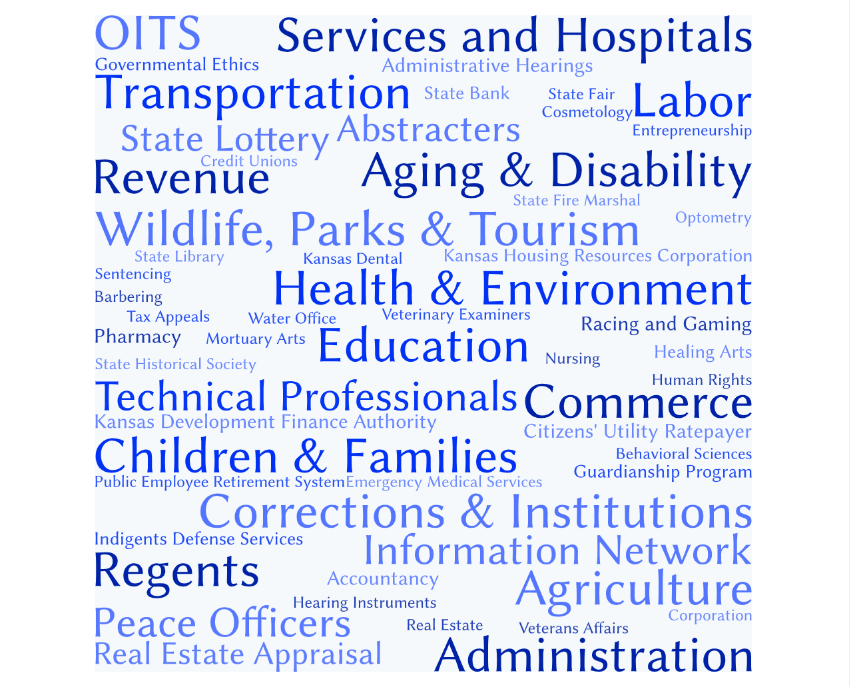 OITS Services and Hospitals
Governmental Ethics Administrative Hearings
Transportation State Bank State Fair Labor
Cosmetology
State Lottery Abstracters Entrepreneurship
Credit Unions
Revenue Aging & Disability
State Fire Marshal
Wildlife, Parks & Tourism Optometry
State Library Kansas Dental Kansas Housing Resources Corporation
Sentencing
Health & Environment
Barbering
Tax Appeals Water Office Veterinary Examiners
Racing and Gaming
Pharmacy Mortuary Arts Education
Nursing Healing Arts
State Historical Society
Human Rights
Technical Professionals Commerce
Kansas Development Finance Authority
Citizens' Utility Ratepayer
Children & Families Behavioral Sciences
Guardianship Program
Public Employee Retirement System Emergency Medical Services
Corrections & Institutions
Indigents Defense Services
Information Network
Regents Accountancy Agriculture
Hearing Instruments
Corporation
Peace Officers Real Estate Veterans Affairs
Real Estate Appraisal Administration